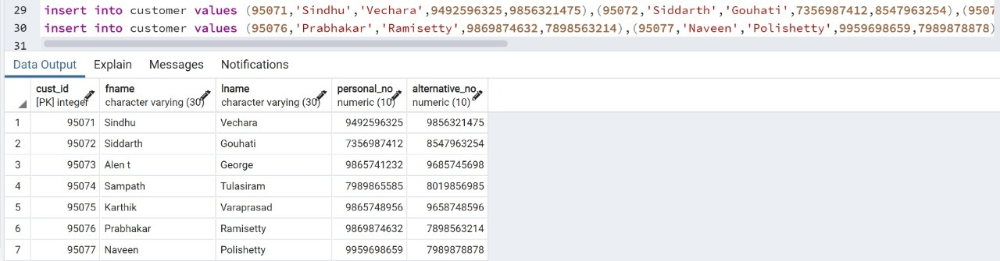 29 insert into customer values (95071,'Sindhu','Vechara',9492596325,9856321475),(95072,'Siddarth','Gouhati',7356987412,8547963254),(9507
30 insert into customer values (95076,'Prabhakar','Ramisetty',9869874632,7898563214),(95077,'Naveen','Polishetty',9959698659,7989878878)
31
Data Output Explain Messages Notifications
cust_id fname lname personal_no alternative_no
[PK] integer character varying (30) character varying (30) numeric (10) numeric (10)
1 95071 Sindhu Vechara 9492596325 9856321475
2 95072 Siddarth Gouhati 7356987412 8547963254
3 95073 Alen t George 9865741232 9685745698
4 95074 Sampath Tulasiram 7989865585 8019856985
5 95075 Karthik Varaprasad 9865748956 9658748596
6 95076 Prabhakar Ramisetty 9869874632 7898563214
7 95077 Naveen Polishetty 9959698659 7989878878